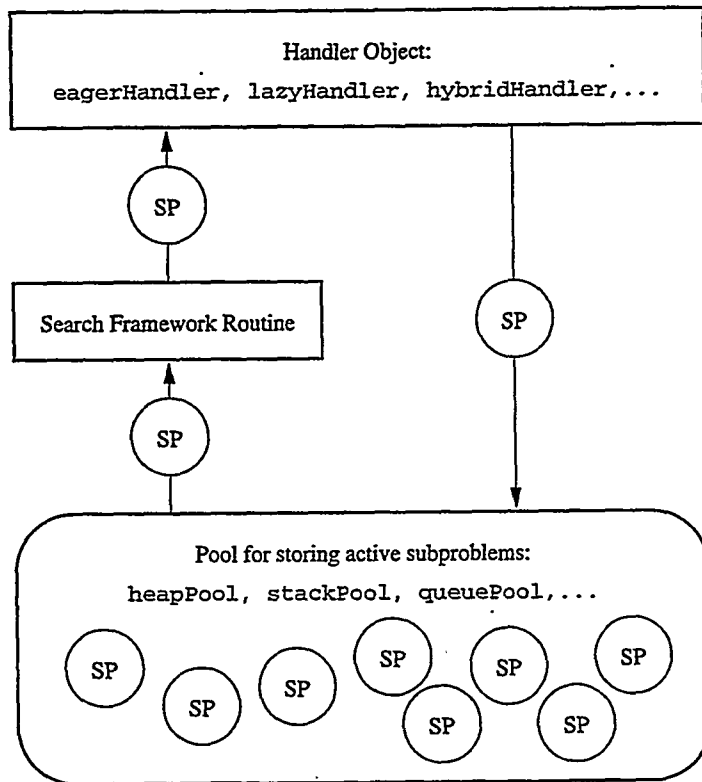 Handler Object:
eagerHandler, lazyHandler, hybridHandler,...
SP
Search Framework Routine
SP
SP
Pool for storing active subproblems:
heapPool, stackPool, queuePool,...
SP
SP
SP
SP
SP
SP
SP
SP